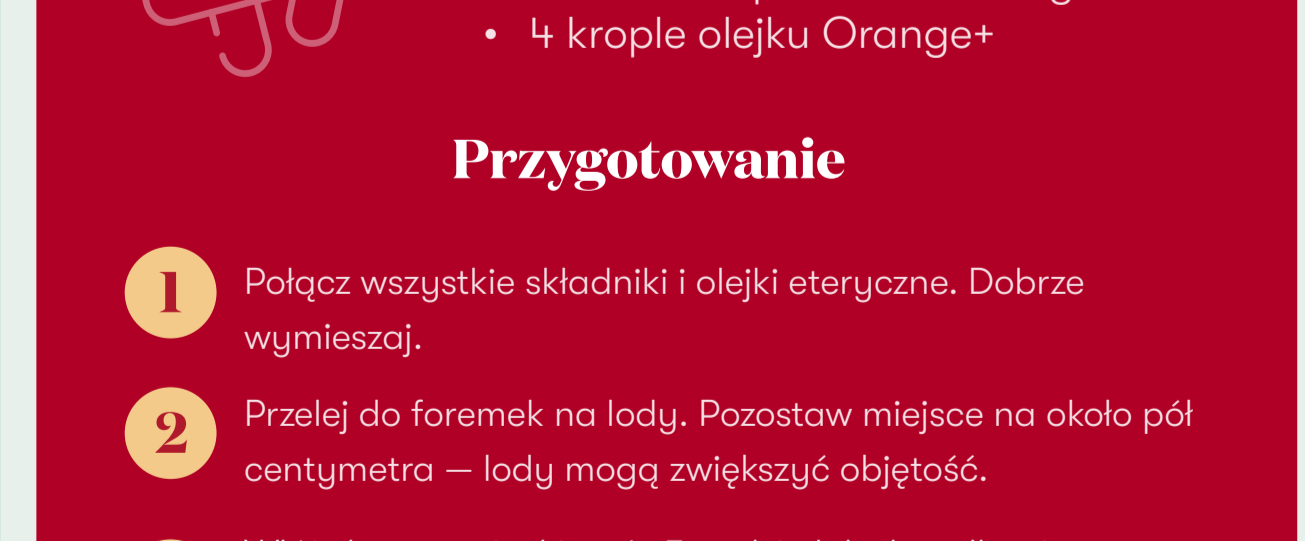 • 4 krople olejku Orange+
Przygotowanie
1
Połącz wszystkie składniki i olejki eteryczne. Dobrze
wymieszaj.
2
Przelej do foremek na lody. Pozostaw miejsce na około pół
centymetra — lody mogą zwiększyć objętość.